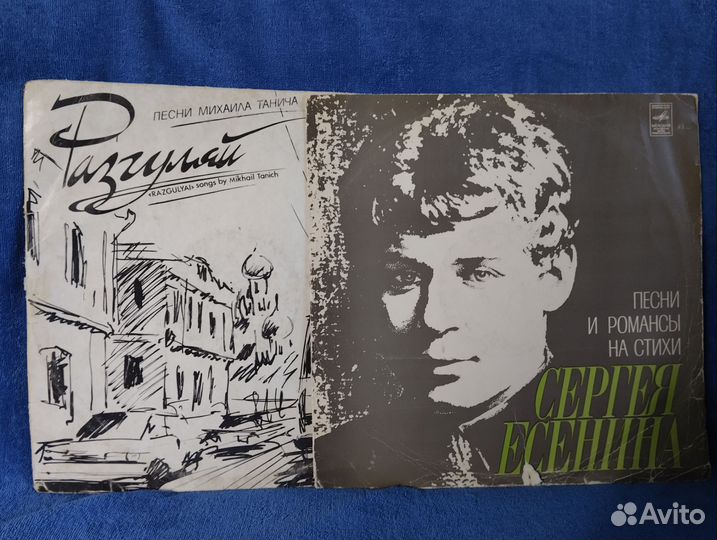 ПЕСНИ МИХАИЛА ТАНИЧА
Разгуляй
«RAZGULYAI» songs by Mikhail Tanich
ПЕСНИ
И РОМАНСЫ
НА СТИХИ
СЕРГЕЯ
ЕСЕНИНА
Avito